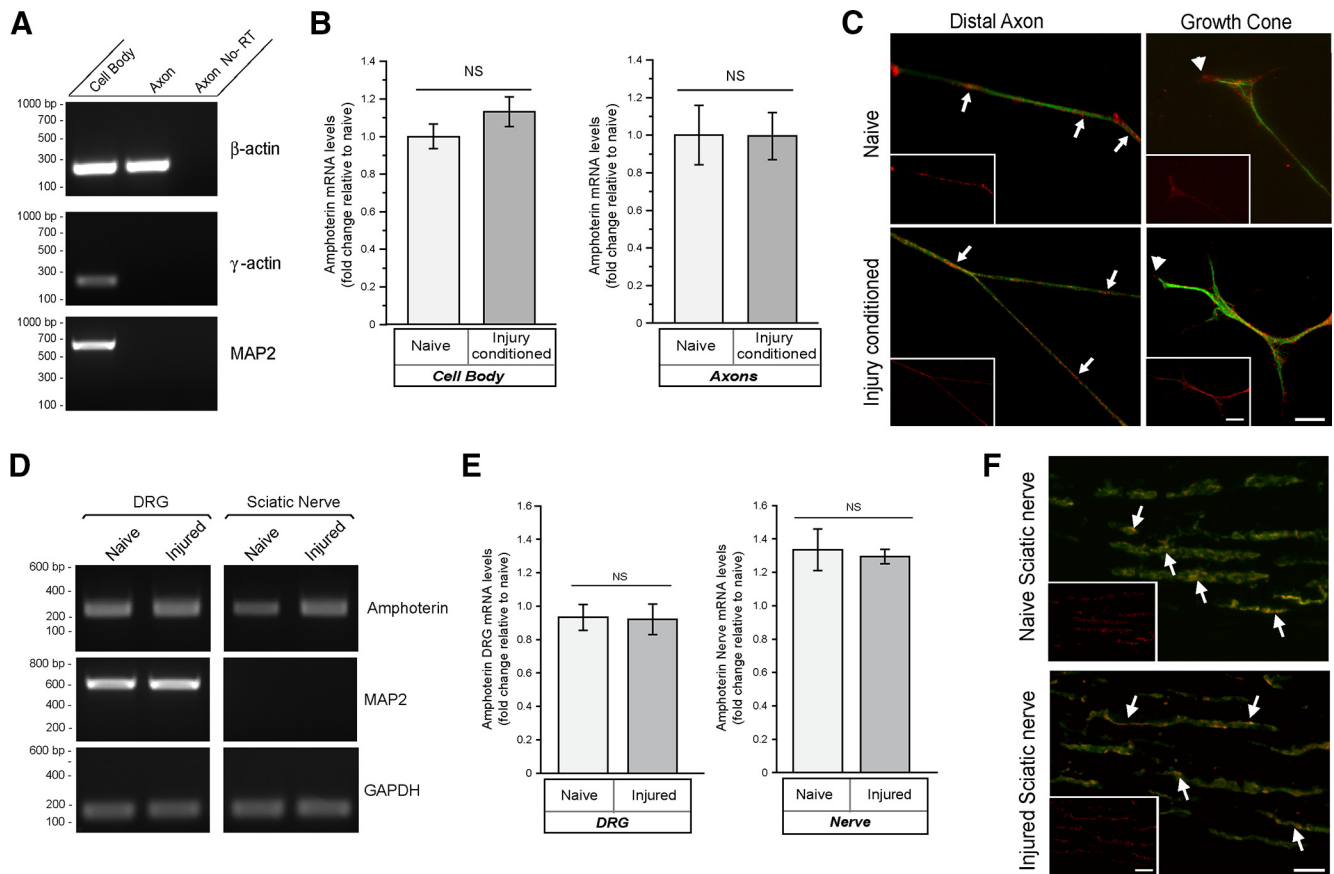 A
Cell Body
Axon
Axon No- RT
1000 bp -
700 -
500 -
300 -
100 -
β-actin
1000 bp -
700 -
500 -
300 -
100 -
γ-actin
1000 bp -
700 -
500 -
300 -
100 -
MAP2
B
Amphoterin mRNA levels
(fold change relative to naive)
1.4
1.2
1.0
0.8
0.6
0.4
0.2
0
NS
Naive
Injury conditioned
Cell Body
Amphoterin mRNA levels
(fold change relative to naive)
1.4
1.2
1.0
0.8
0.6
0.4
0.2
0
NS
Naive
Injury conditioned
Axons
C
Distal Axon
Growth Cone
Naive
Injury conditioned
D
DRG
Sciatic Nerve
Naive
Injured
Naive
Injured
600 bp -
400 -
200 -
100 -
Amphoterin
800 bp -
600 -
400 -
200 -
MAP2
600 bp -
400 -
200 -
100 -
GAPDH
E
Amphoterin DRG mRNA levels
(fold change relative to naive)
1.4
1.2
1.0
0.8
0.6
0.4
0.2
0
NS
Naive
Injured
DRG
Amphoterin Nerve mRNA levels
(fold change relative to naive)
1.6
1.4
1.2
1.0
0.8
0.6
0.4
0.2
0
NS
Naive
Injured
Nerve
F
Naive Sciatic nerve
Injured Sciatic nerve